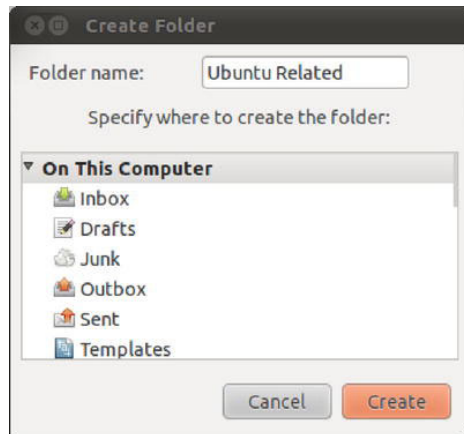 Create Folder
Folder name: Ubuntu Related
Specify where to create the folder:
On This Computer
Inbox
Drafts
Junk
Outbox
Sent
Templates
Cancel Create